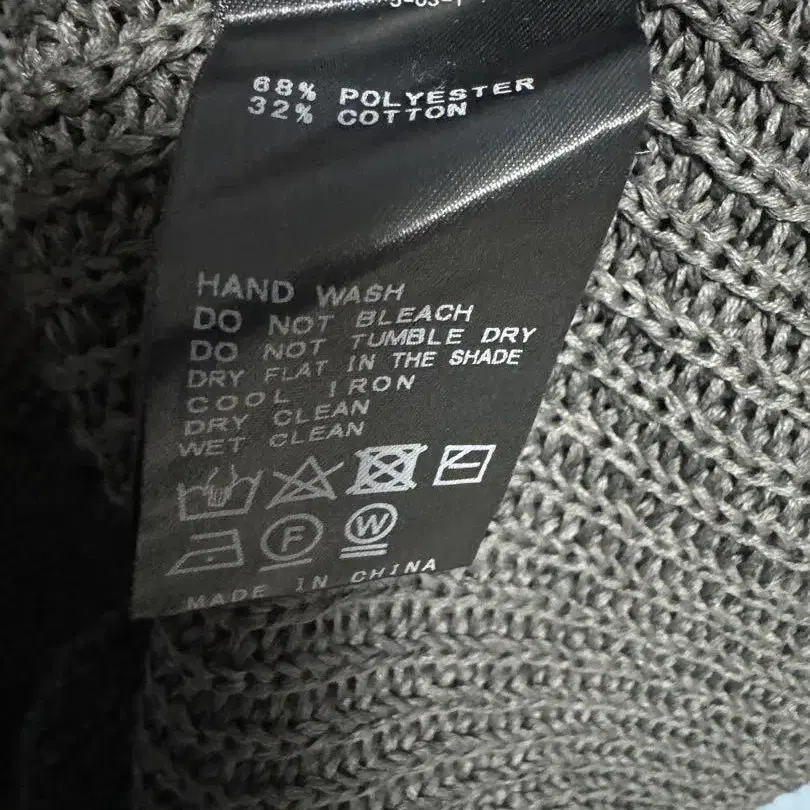 68% POLYESTER
32% COTTON
HAND WASH
DO NOT BLEACH
DO NOT TUMBLE DRY
DRY FLAT IN THE SHADE
COOL IRON
DRY CLEAN
WET CLEAN
F W
MADE IN CHINA